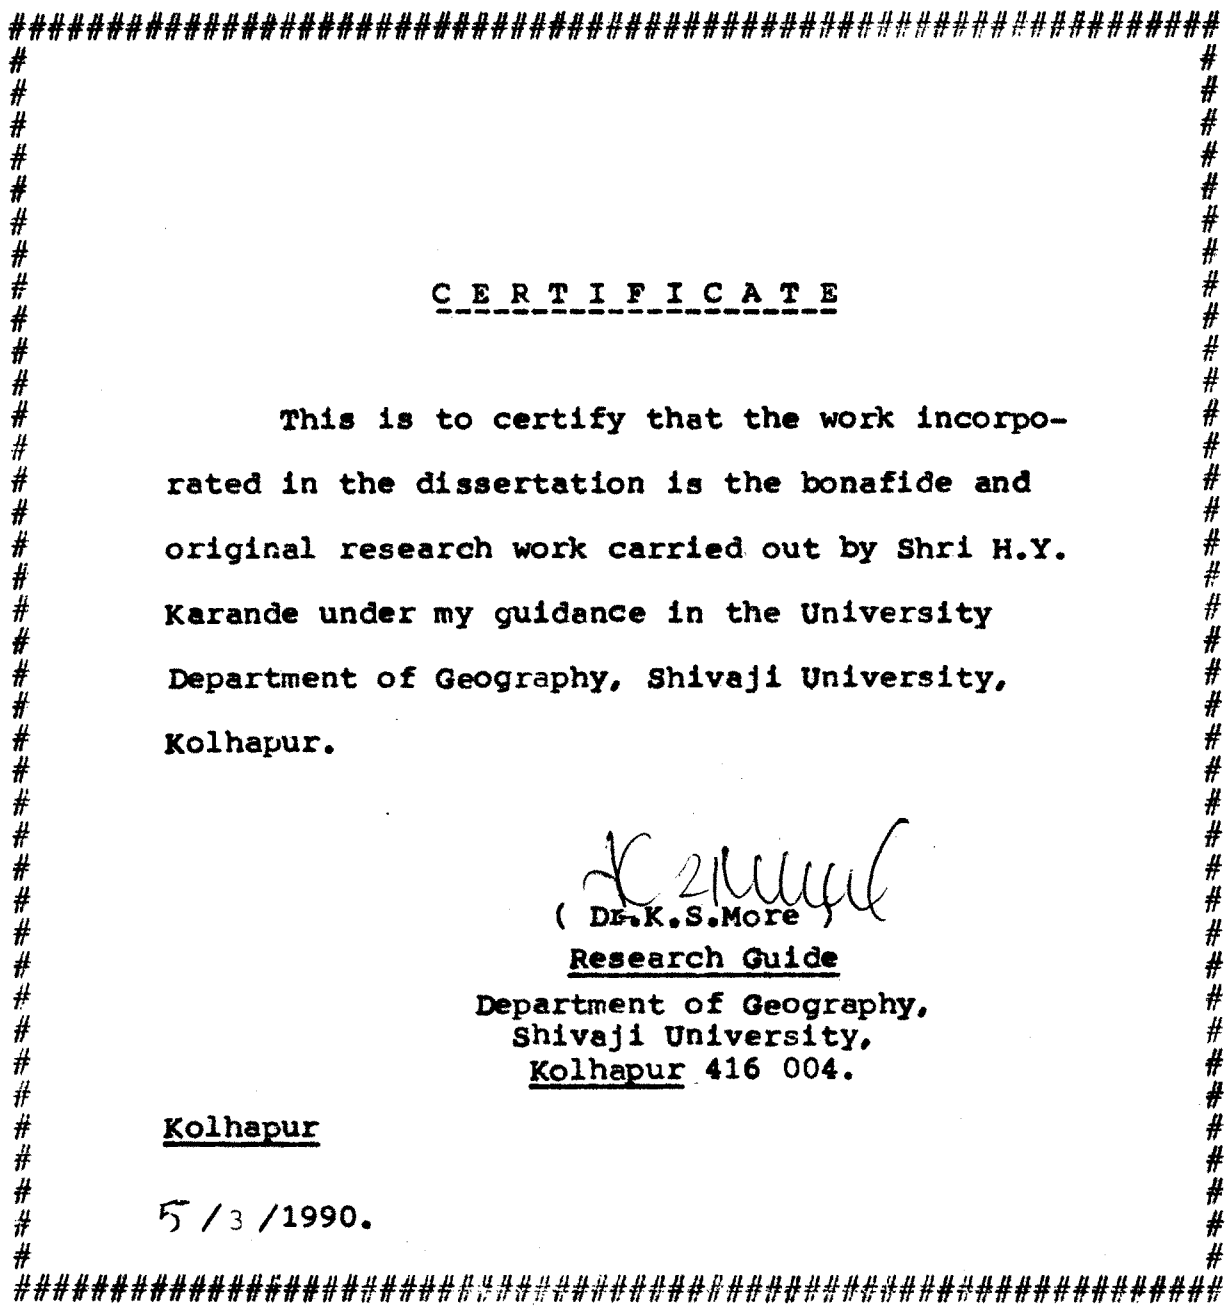 C E R T I F I C A T E
This is to certify that the work incorpo-
rated in the dissertation is the bonafide and
original research work carried out by Shri H.Y.
Karande under my guidance in the University
Department of Geography, Shivaji University,
Kolhapur.
( Dr.K.S.More )
Research Guide
Department of Geography,
Shivaji University,
Kolhapur 416 004.
Kolhapur
5/3/1990.